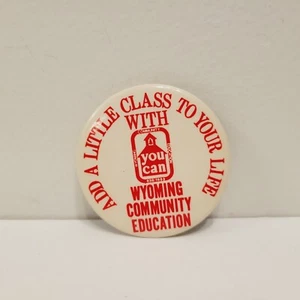 ADD A LITTLE CLASS TO YOUR LIFE
WITH
you
can
WYOMING
COMMUNITY
EDUCATION